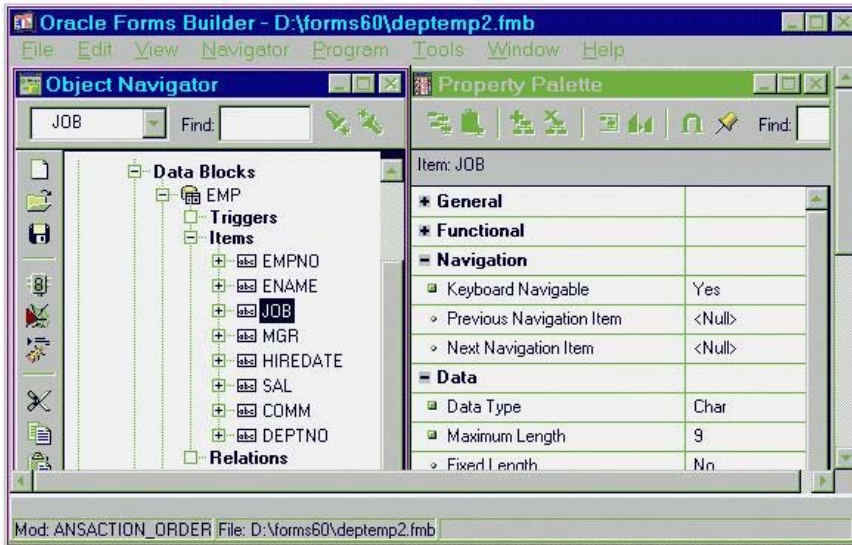 Oracle Forms Builder - D:\forms60\deptemp2.fmb
File Edit View Navigator Program Tools Window Help
Object Navigator
JOB Find:
Data Blocks
EMP
Triggers
Items
EMPNO
ENAME
JOB
MGR
HIREDATE
SAL
COMM
DEPTNO
Relations
Property Palette
Find:
Item: JOB
General
Functional
Navigation
Keyboard Navigable Yes
Previous Navigation Item <Null>
Next Navigation Item <Null>
Data
Data Type Char
Maximum Length 9
Fixed Length No
Mod: ANSACTION_ORDER File: D:\forms60\deptemp2.fmb